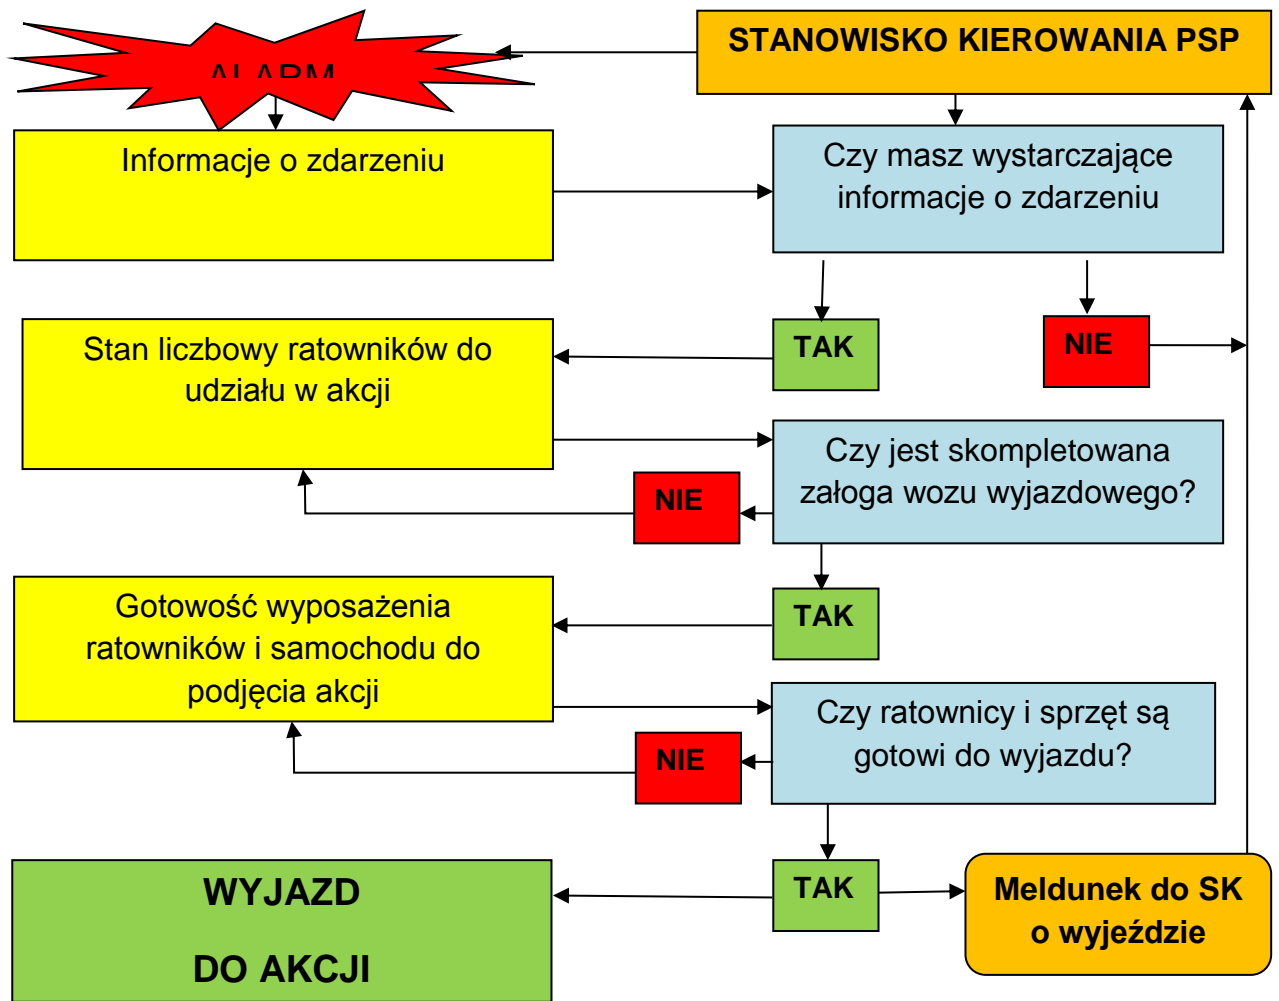 ALARM
STANOWISKO KIEROWANIA PSP
Informacje o zdarzeniu
Czy masz wystarczające
informacje o zdarzeniu
TAK
NIE
Stan liczbowy ratowników do
udziału w akcji
Czy jest skompletowana
załoga wozu wyjazdowego?
NIE
TAK
Gotowość wyposażenia
ratowników i samochodu do
podjęcia akcji
Czy ratownicy i sprzęt są
gotowi do wyjazdu?
NIE
TAK
WYJAZD
DO AKCJI
Meldunek do SK
o wyjeździe